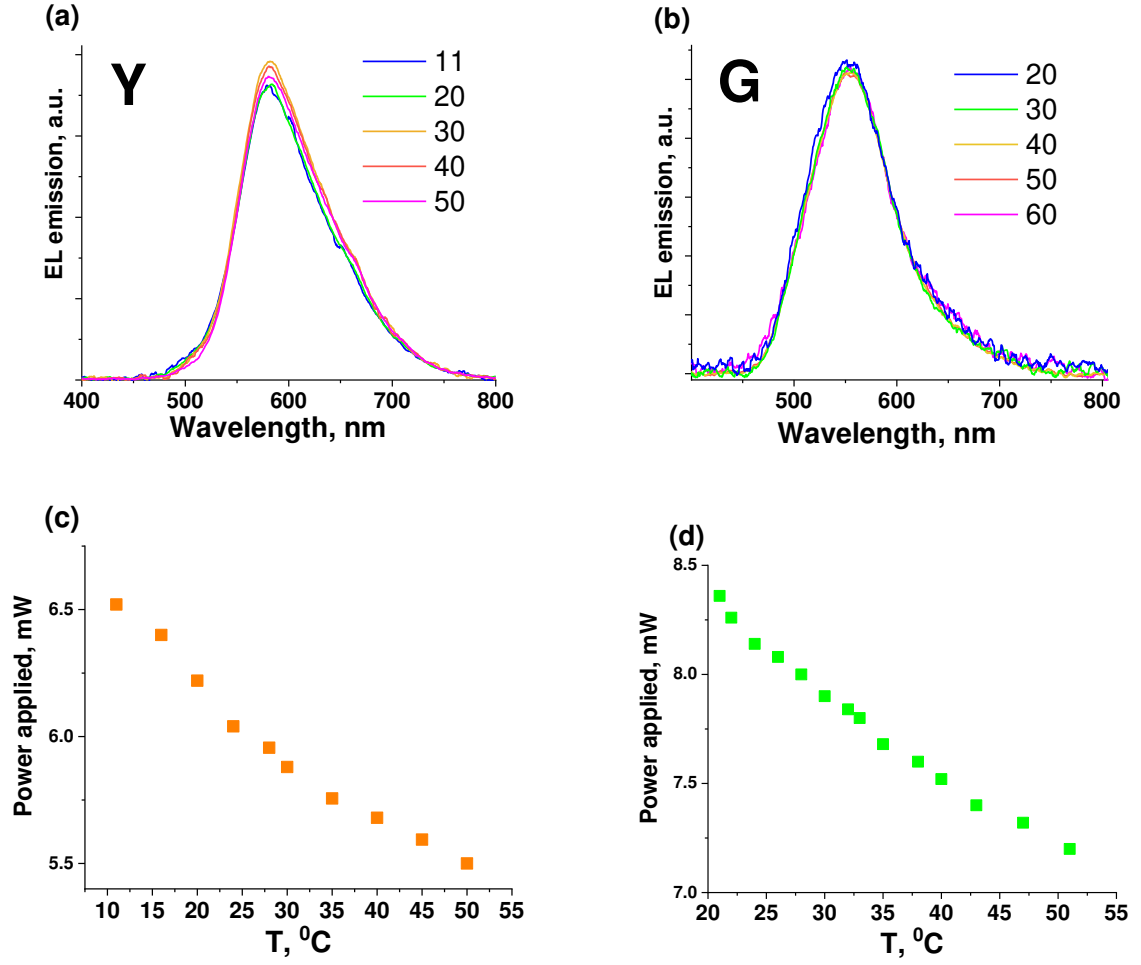 (a)
Y
11
20
30
40
50
EL emission, a.u.
400 500 600 700 800
Wavelength, nm
(b)
G
20
30
40
50
60
EL emission, a.u.
500 600 700 800
Wavelength, nm
(c)
6.5
6.0
5.5
Power applied, mW
10 15 20 25 30 35 40 45 50 55
T, ⁰C
(d)
8.5
8.0
7.5
7.0
Power applied, mW
20 25 30 35 40 45 50 55
T, ⁰C